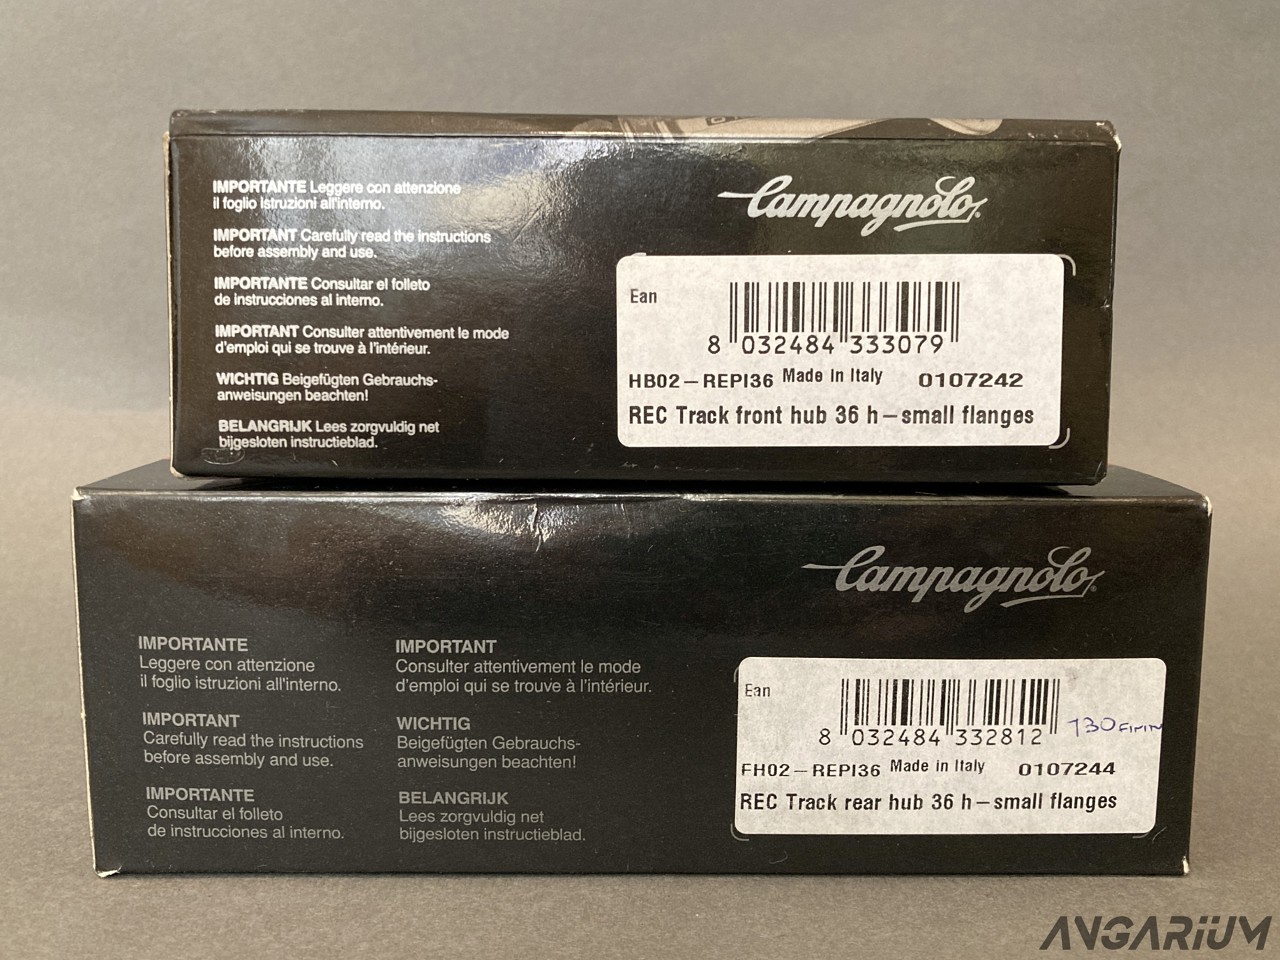 IMPORTANTE Leggere con attenzione
il foglio istruzioni all'interno.
IMPORTANT Carefully read the instructions
before assembly and use.
IMPORTANTE Consultar el folleto
de instrucciones al interno.
IMPORTANT Consulter attentivement le mode
d'emploi qui se trouve à l'intérieur.
WICHTIG Beigefügten Gebrauchs-
anweisungen beachten!
BELANGRIJK Lees zorgvuldig net
bijgesloten instructieblad.
Campagnolo
Ean
8 032484 333079
HB02-REPI36 Made In Italy 0107242
REC Track front hub 36 h-small flanges
Campagnolo
IMPORTANTE
Leggere con attenzione
il foglio istruzioni all'interno.
IMPORTANT
Carefully read the instructions
before assembly and use.
IMPORTANTE
Consultar el folleto
de instrucciones al interno.
IMPORTANT
Consulter attentivement le mode
d'emploi qui se trouve à l'intérieur.
WICHTIG
Beigefügten Gebrauchs-
anweisungen beachten!
BELANGRIJK
Lees zorgvuldig net
bijgesloten instructieblad.
Ean
8 032484 332812
FH02-REPI36 Made In Italy 0107244
REC Track rear hub 36 h-small flanges
ANGARIUM